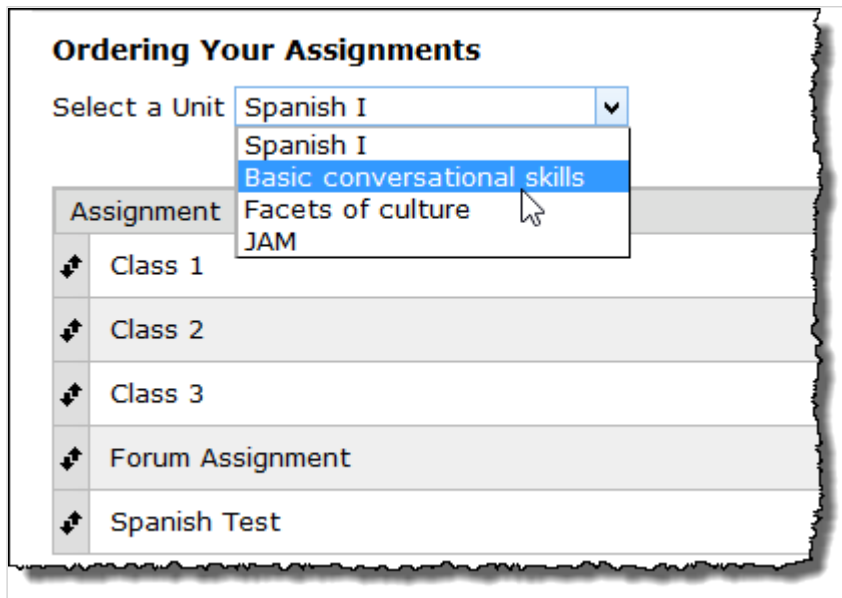 Ordering Your Assignments
Select a Unit Spanish I
Spanish I
Basic conversational skills
Facets of culture
JAM
Assignment
Class 1
Class 2
Class 3
Forum Assignment
Spanish Test